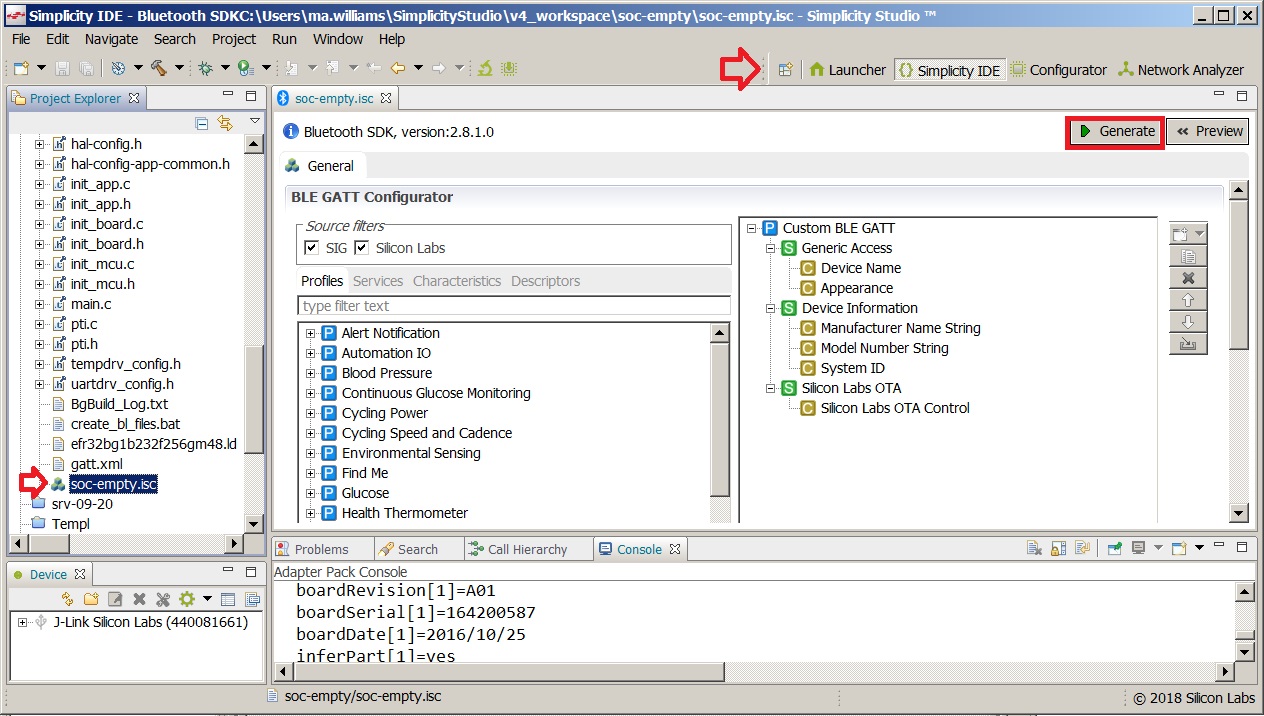 Simplicity IDE - Bluetooth SDKC:\Users\ma.williams\SimplicityStudio\v4_workspace\soc-empty\soc-empty.isc - Simplicity Studio ™
File Edit Navigate Search Project Run Window Help
Launcher Simplicity IDE Configurator Network Analyzer
Project Explorer
hal-config.h
hal-config-app-common.h
init_app.c
init_app.h
init_board.c
init_board.h
init_mcu.c
init_mcu.h
main.c
pti.c
pti.h
tempdrv_config.h
uartdrv_config.h
BgBuild_Log.txt
create_bl_files.bat
efr32bg1b232f256gm48.ld
gatt.xml
soc-empty.isc
srv-09-20
Templ
Device
J-Link Silicon Labs (440081661)
soc-empty.isc
Bluetooth SDK, version:2.8.1.0
Generate Preview
General
BLE GATT Configurator
Source filters
SIG Silicon Labs
Profiles Services Characteristics Descriptors
type filter text
P Alert Notification
P Automation IO
P Blood Pressure
P Continuous Glucose Monitoring
P Cycling Power
P Cycling Speed and Cadence
P Environmental Sensing
P Find Me
P Glucose
P Health Thermometer
P Custom BLE GATT
S Generic Access
C Device Name
C Appearance
S Device Information
C Manufacturer Name String
C Model Number String
C System ID
S Silicon Labs OTA
C Silicon Labs OTA Control
Problems Search Call Hierarchy Console
Adapter Pack Console
boardRevision[1]=A01
boardSerial[1]=164200587
boardDate[1]=2016/10/25
inferPart[1]=yes
soc-empty/soc-empty.isc
© 2018 Silicon Labs